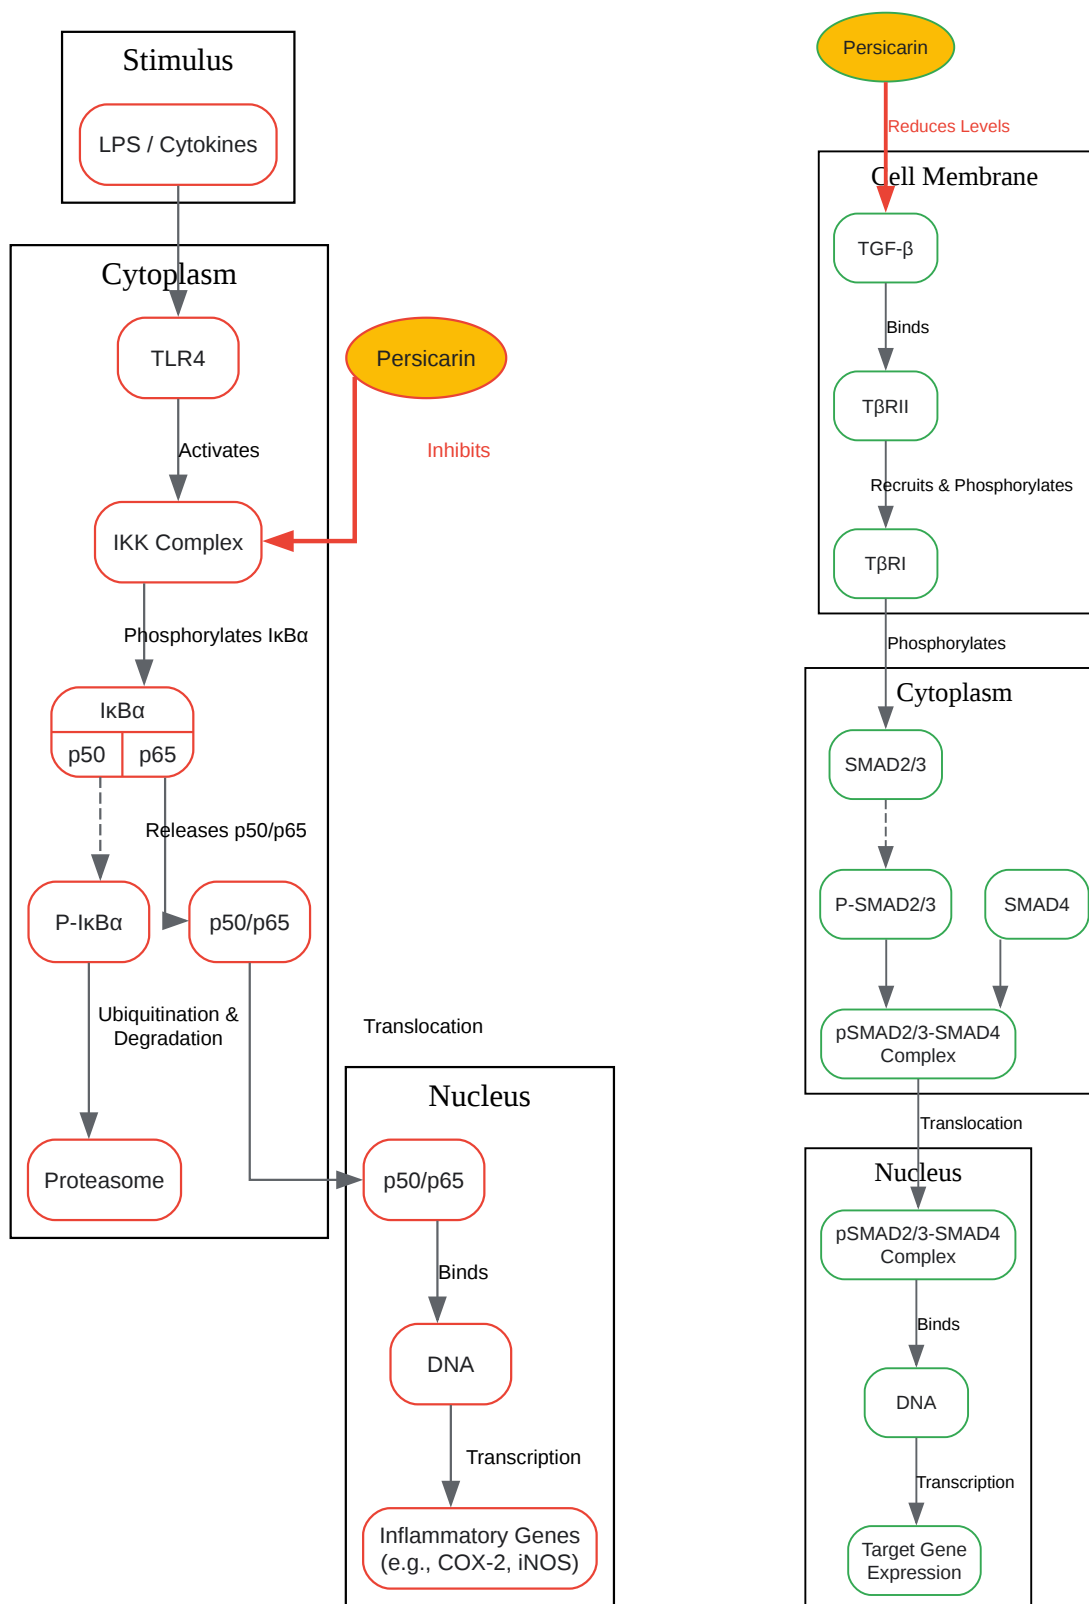 Stimulus
LPS / Cytokines
Cytoplasm
TLR4
Activates
Persicarin
Inhibits
IKK Complex
Phosphorylates IκBα
IκBα
p50
p65
Releases p50/p65
P-IκBα
p50/p65
Ubiquitination &
Degradation
Translocation
Proteasome
Nucleus
p50/p65
Binds
DNA
Transcription
Inflammatory Genes
(e.g., COX-2, iNOS)
Persicarin
Reduces Levels
Cell Membrane
TGF-β
Binds
TβRII
Recruits & Phosphorylates
TβRI
Phosphorylates
Cytoplasm
SMAD2/3
P-SMAD2/3
SMAD4
pSMAD2/3-SMAD4
Complex
Translocation
Nucleus
pSMAD2/3-SMAD4
Complex
Binds
DNA
Transcription
Target Gene
Expression